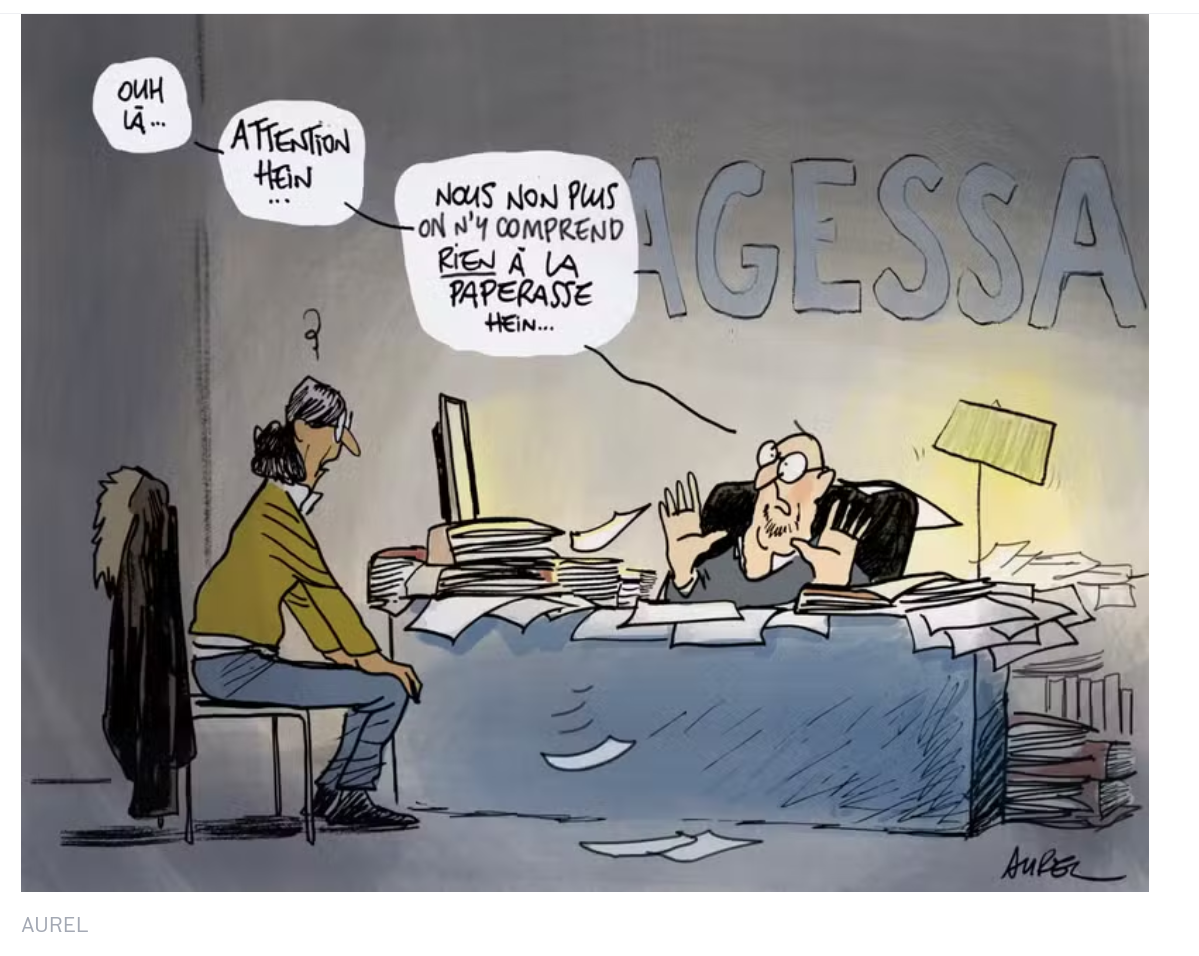 OUH
LÀ...
ATTENTION
HEIN
...
NOUS NON PLUS
ON N'Y COMPREND
RIEN À LA
PAPERASSE
HEIN...
AGESSA
AUREL
AUREL